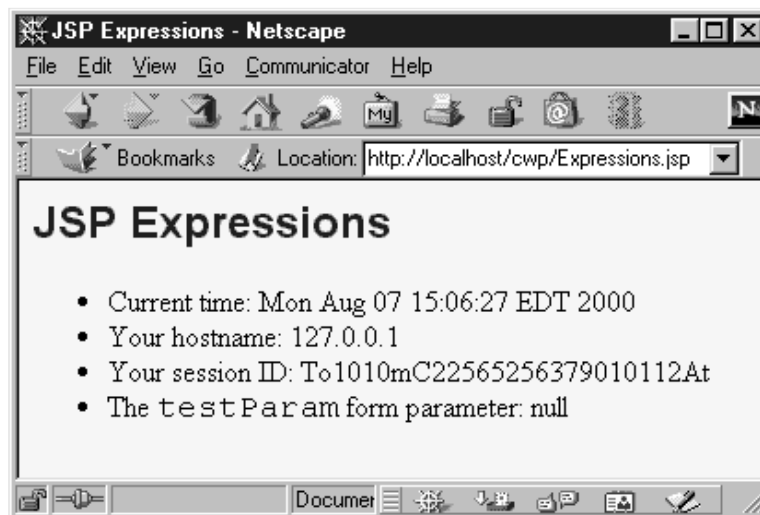 JSP Expressions - Netscape
File Edit View Go Communicator Help
My N
Bookmarks Location: http://localhost/cwp/Expressions.jsp
JSP Expressions
• Current time: Mon Aug 07 15:06:27 EDT 2000
• Your hostname: 127.0.0.1
• Your session ID: To1010mC22565256379010112At
• The testParam form parameter: null
Documer